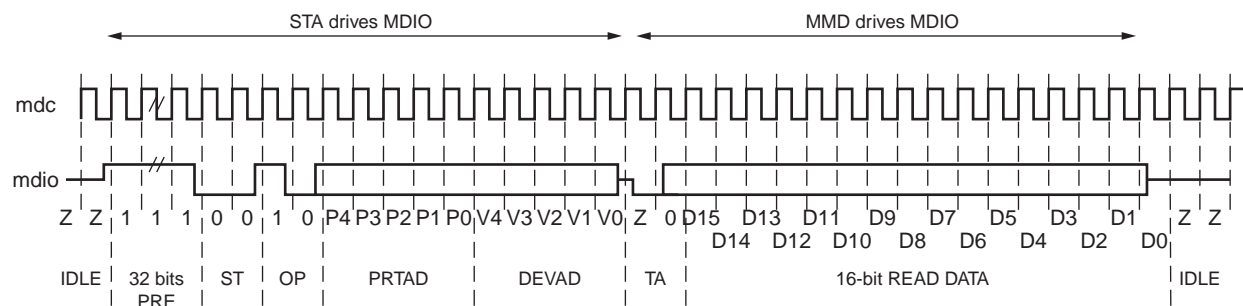 STA drives MDIO MMD drives MDIO
mdc
mdio
Z Z 1 1 1 0 0 1 0 P4 P3 P2 P1 P0 V4 V3 V2 V1 V0 Z 0 D15 D13 D11 D9 D7 D5 D3 D1 Z Z
D14 D12 D10 D8 D6 D4 D2 D0
IDLE 32 bits ST OP PRTAD DEVAD TA 16-bit READ DATA IDLE
PRE